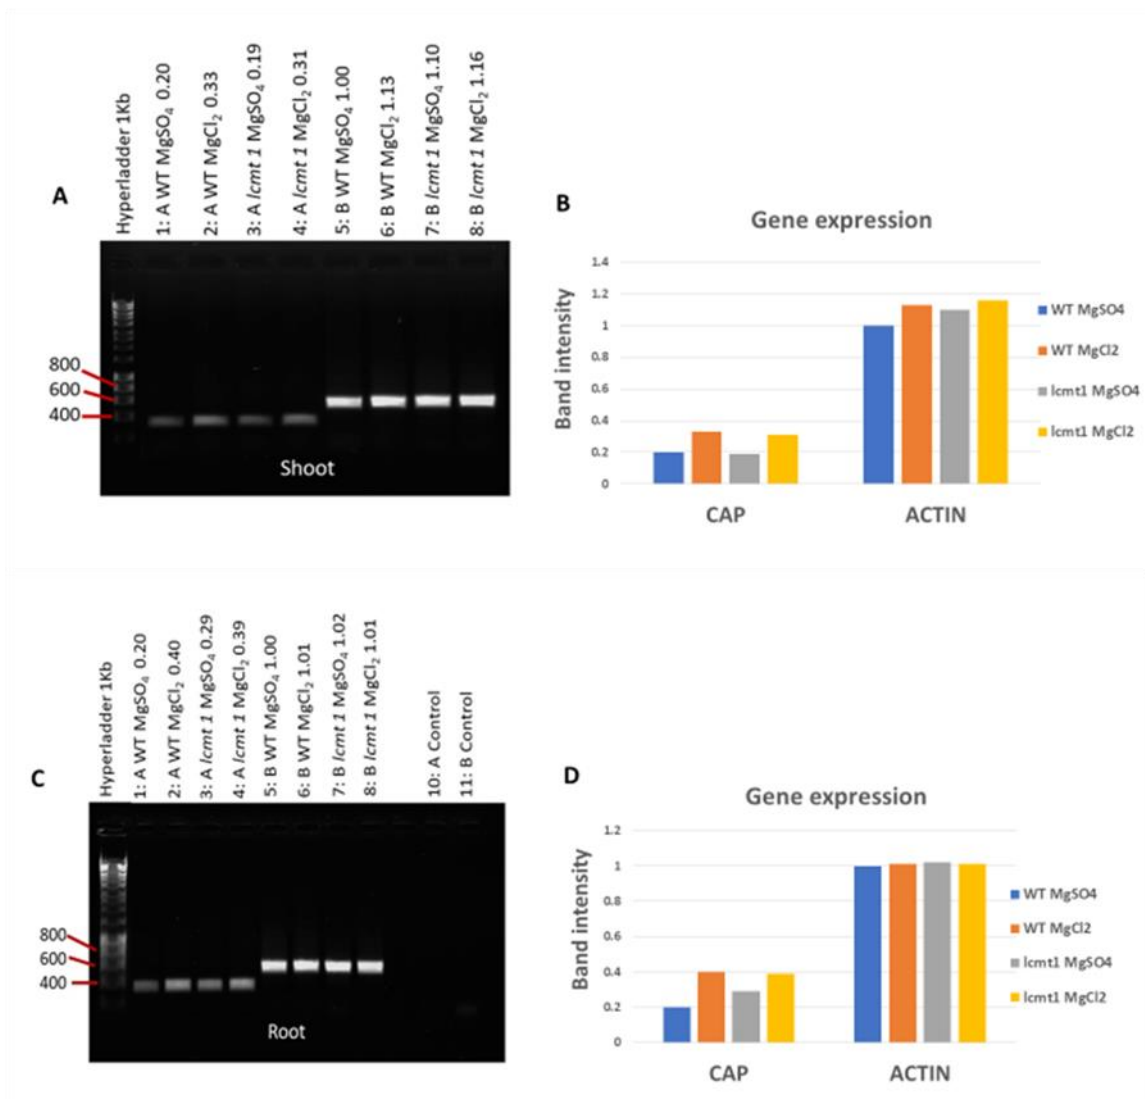 A
Hyperladder 1Kb
1: A WT MgSO₄ 0.20
2: A WT MgCl₂ 0.33
3: A lcmt 1 MgSO₄ 0.19
4: A lcmt 1 MgCl₂ 0.31
5: B WT MgSO₄ 1.00
6: B WT MgCl₂ 1.13
7: B lcmt 1 MgSO₄ 1.10
8: B lcmt 1 MgCl₂ 1.16
800
600
400
Shoot
B
Gene expression
Band intensity
1.4
1.2
1
0.8
0.6
0.4
0.2
0
CAP
ACTIN
WT MgSO4
WT MgCl2
lcmt1 MgSO4
lcmt1 MgCl2
C
Hyperladder 1Kb
1: A WT MgSO₄ 0.20
2: A WT MgCl₂ 0.40
3: A lcmt 1 MgSO₄ 0.29
4: A lcmt 1 MgCl₂ 0.39
5: B WT MgSO₄ 1.00
6: B WT MgCl₂ 1.01
7: B lcmt 1 MgSO₄ 1.02
8: B lcmt 1 MgCl₂ 1.01
10: A Control
11: B Control
800
600
400
Root
D
Gene expression
Band intensity
1.2
1
0.8
0.6
0.4
0.2
0
CAP
ACTIN
WT MgSO4
WT MgCl2
lcmt1 MgSO4
lcmt1 MgCl2